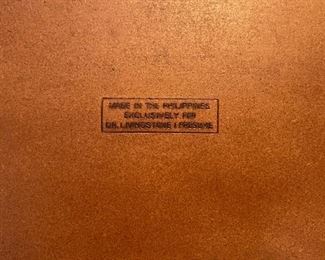 MADE IN THE PHILIPPINES
EXCLUSIVELY FOR
DR. LIVINGSTONE I PRESUME